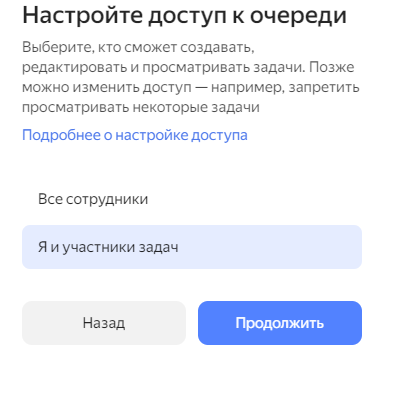 Настройте доступ к очереди
Выберите, кто сможет создавать,
редактировать и просматривать задачи. Позже
можно изменить доступ — например, запретить
просматривать некоторые задачи
Подробнее о настройке доступа
Все сотрудники
Я и участники задач
Назад
Продолжить